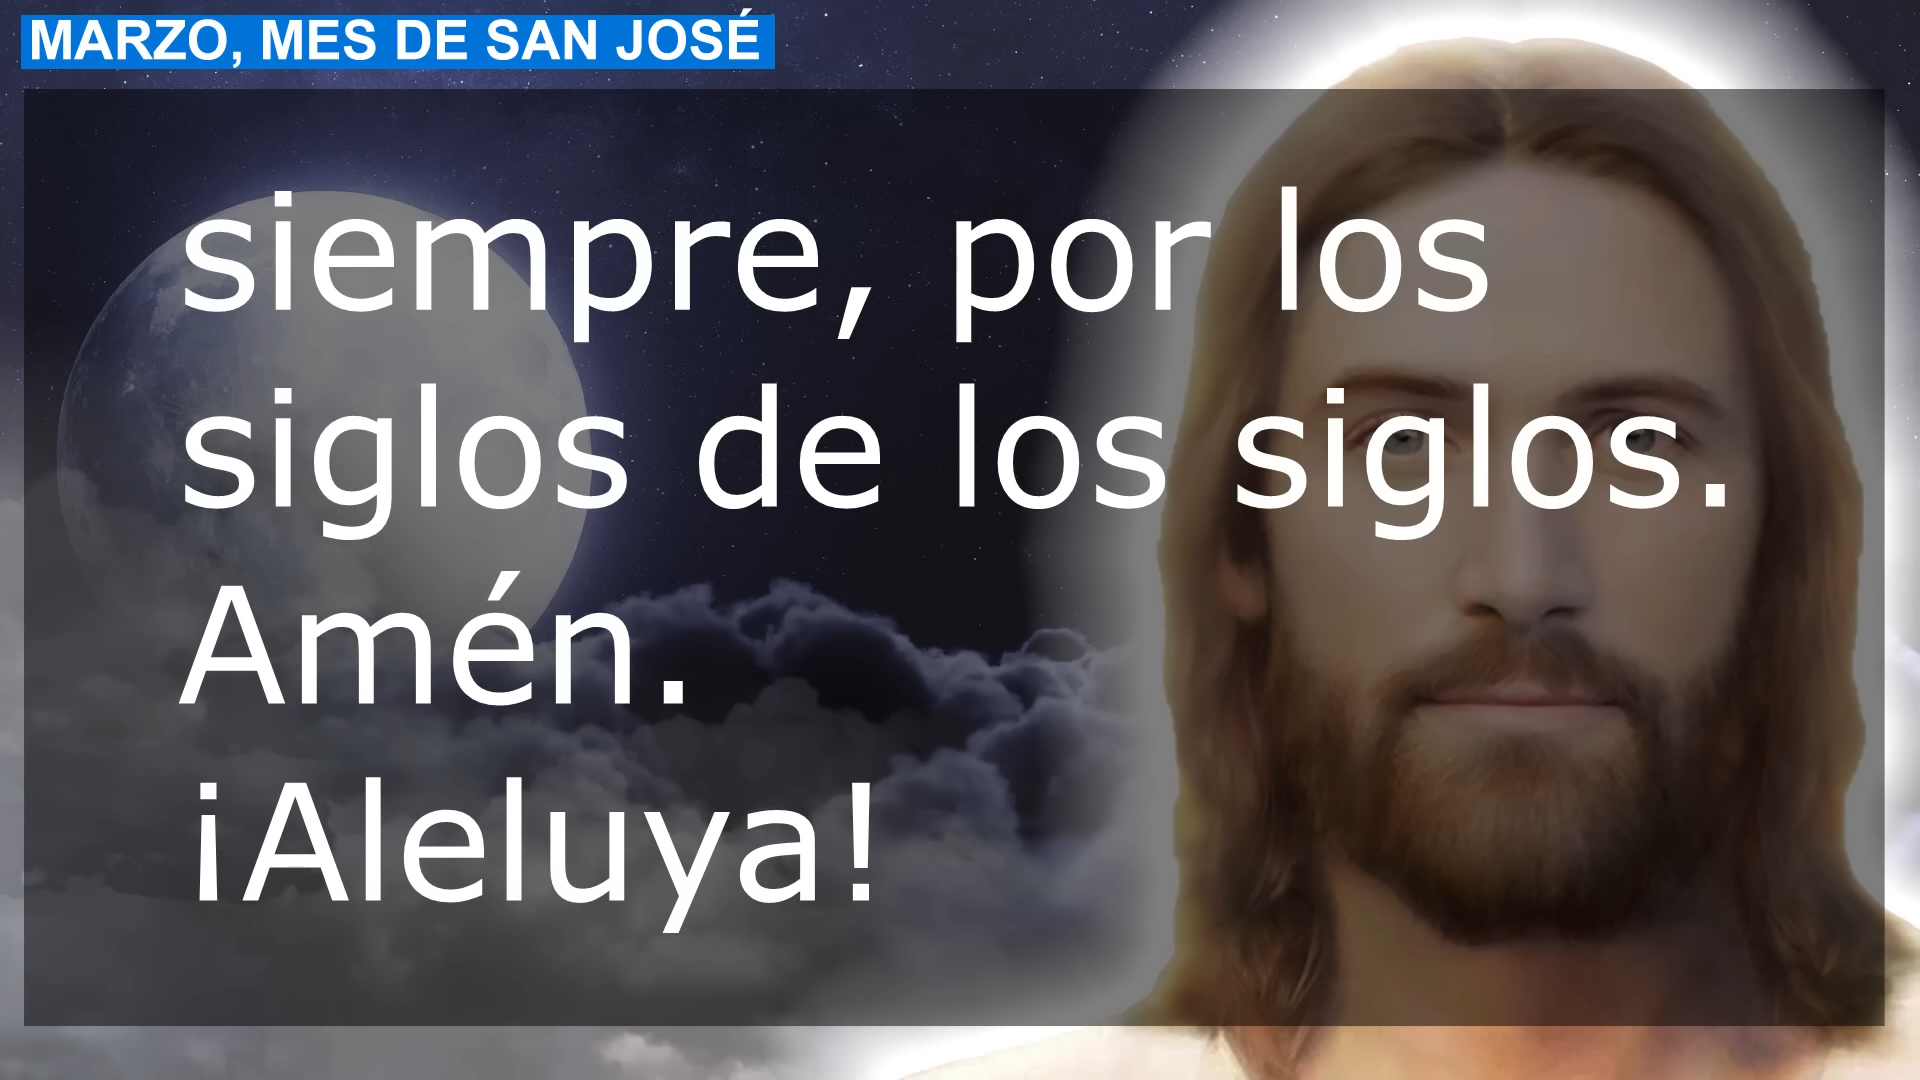 MARZO, MES DE SAN JOSÉ
siempre, por los
siglos de los siglos.
Amén.
¡Aleluya!